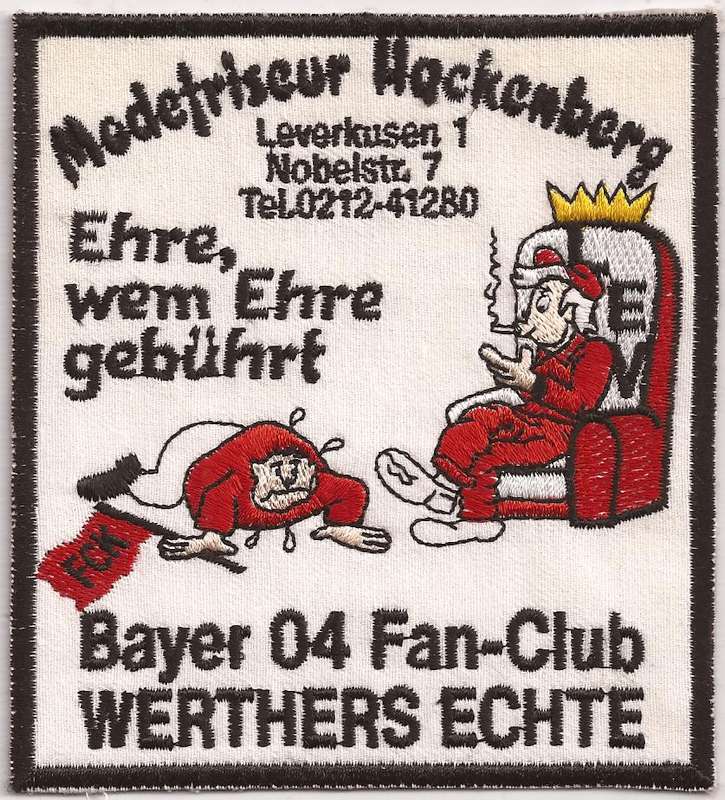 Modefriseur Hackenberg
Leverkusen 1
Nobelstr. 7
Tel.0212-41280
Ehre,
wem Ehre
gebührt
LEV
FCK
Bayer 04 Fan-Club
WERTHERS ECHTE